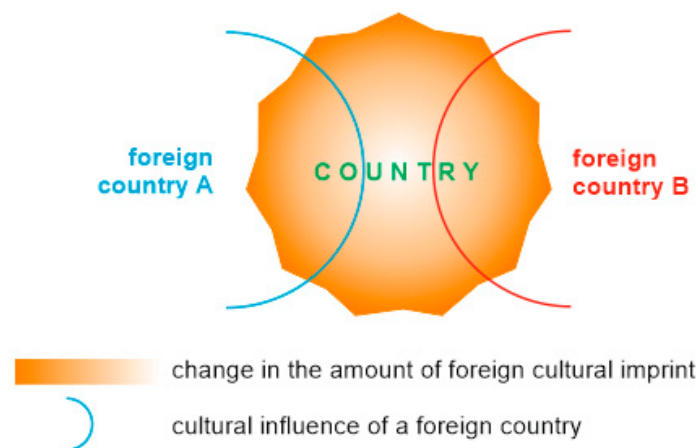 foreign
country A
COUNTRY
foreign
country B
change in the amount of foreign cultural imprint
cultural influence of a foreign country